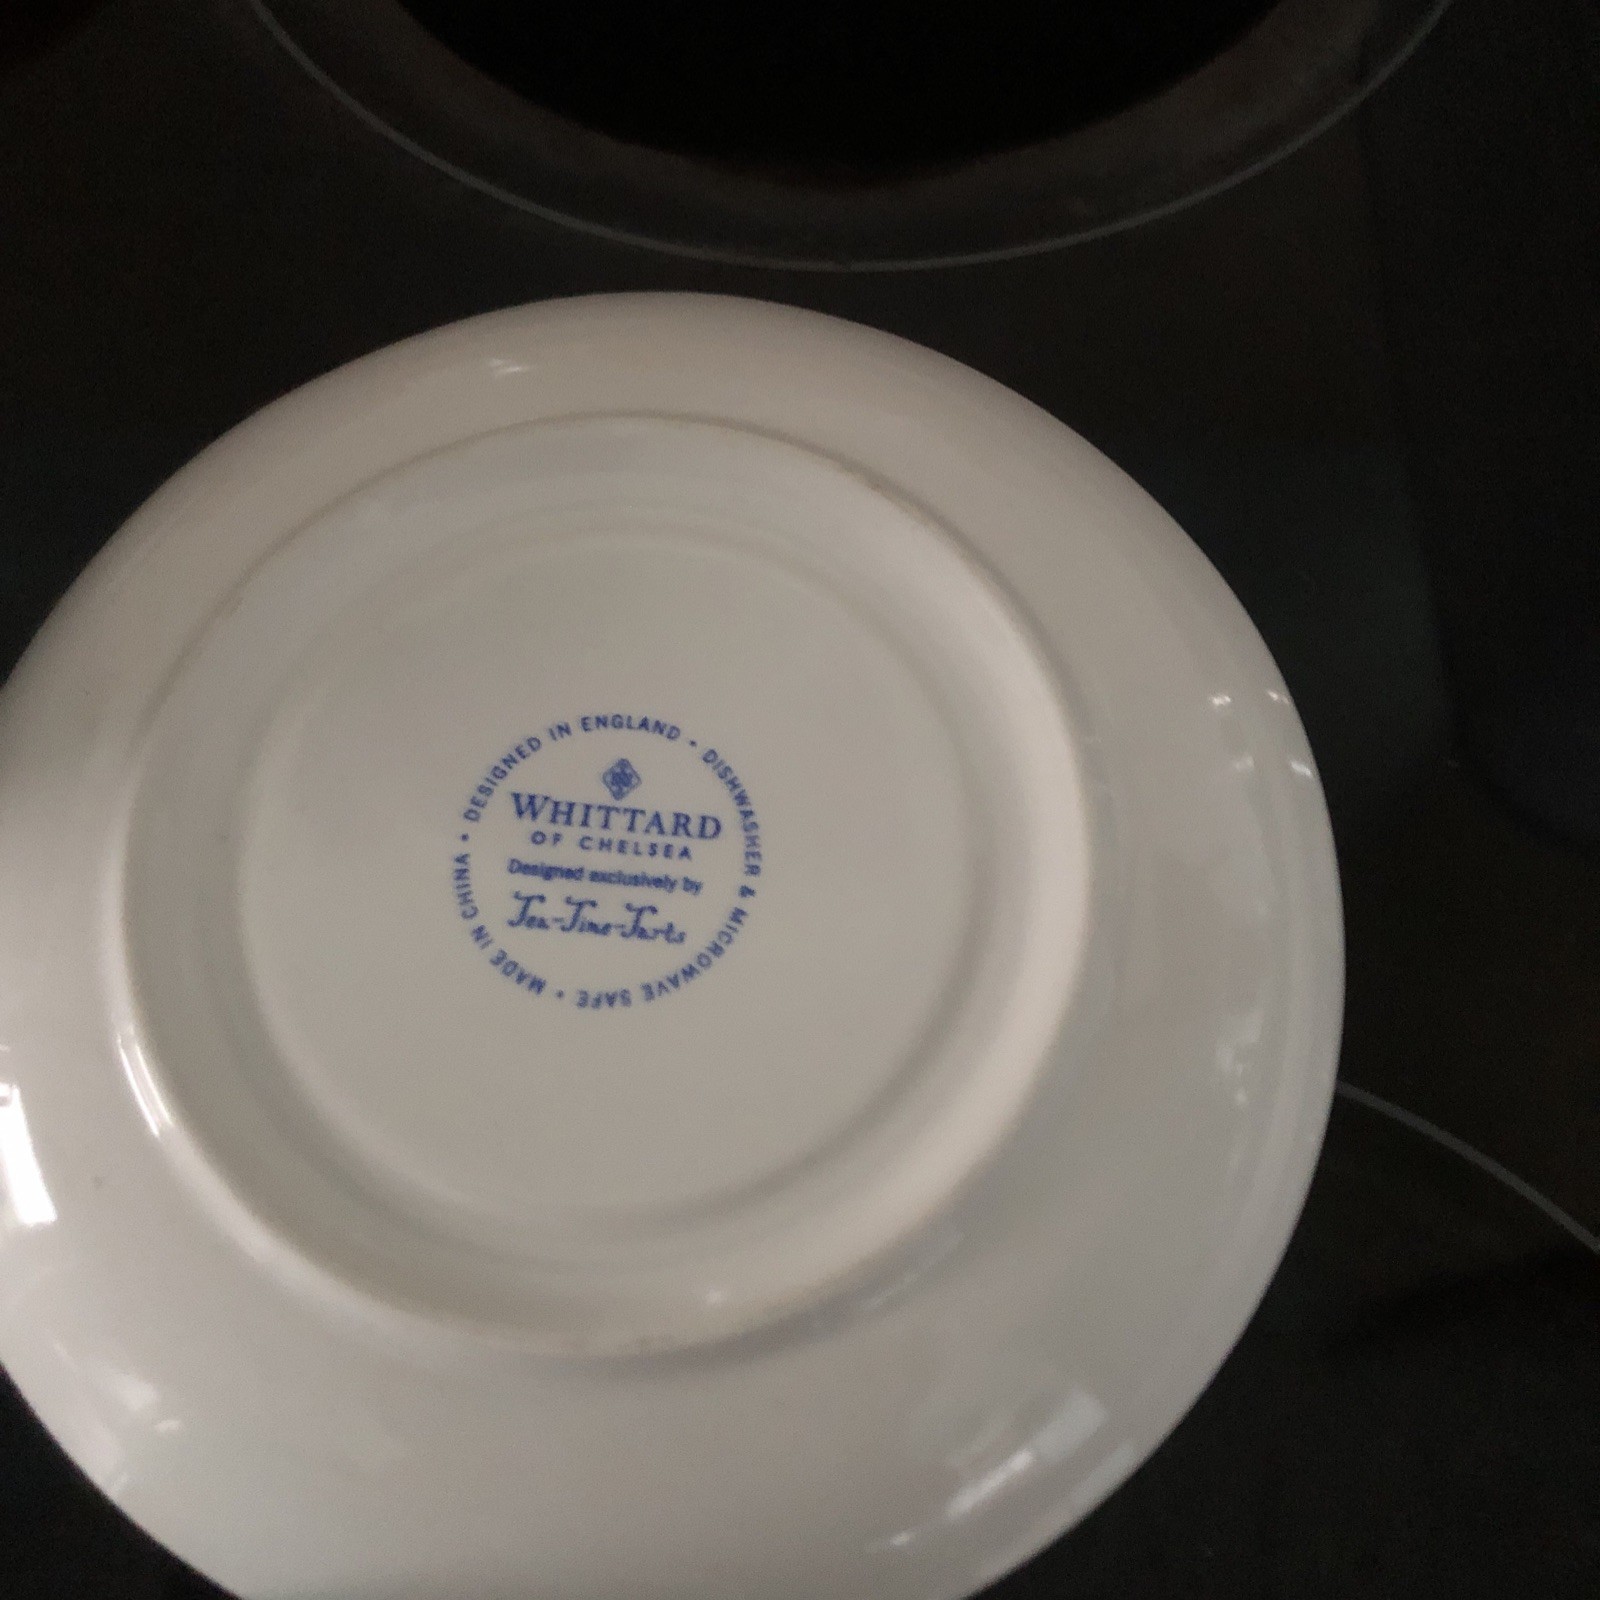 DESIGNED IN ENGLAND • DISHWASHER & MICROWAVE SAFE • MADE IN CHINA •
WHITTARD
OF CHELSEA
Designed exclusively by
Tea-Time-Tarts